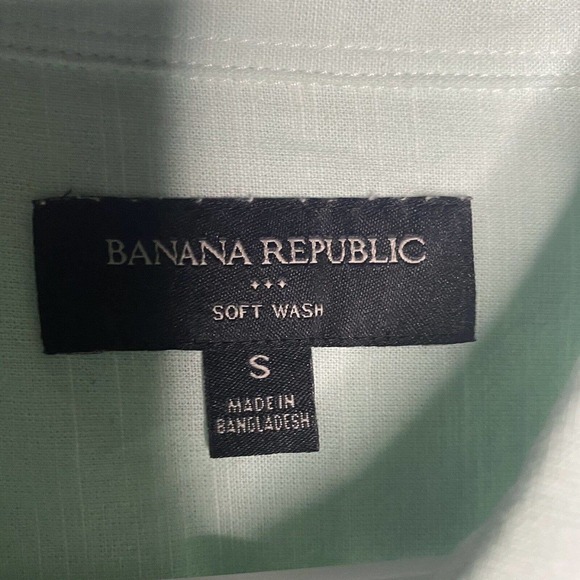 BANANA REPUBLIC
SOFT WASH
S
MADE IN
BANGLADESH